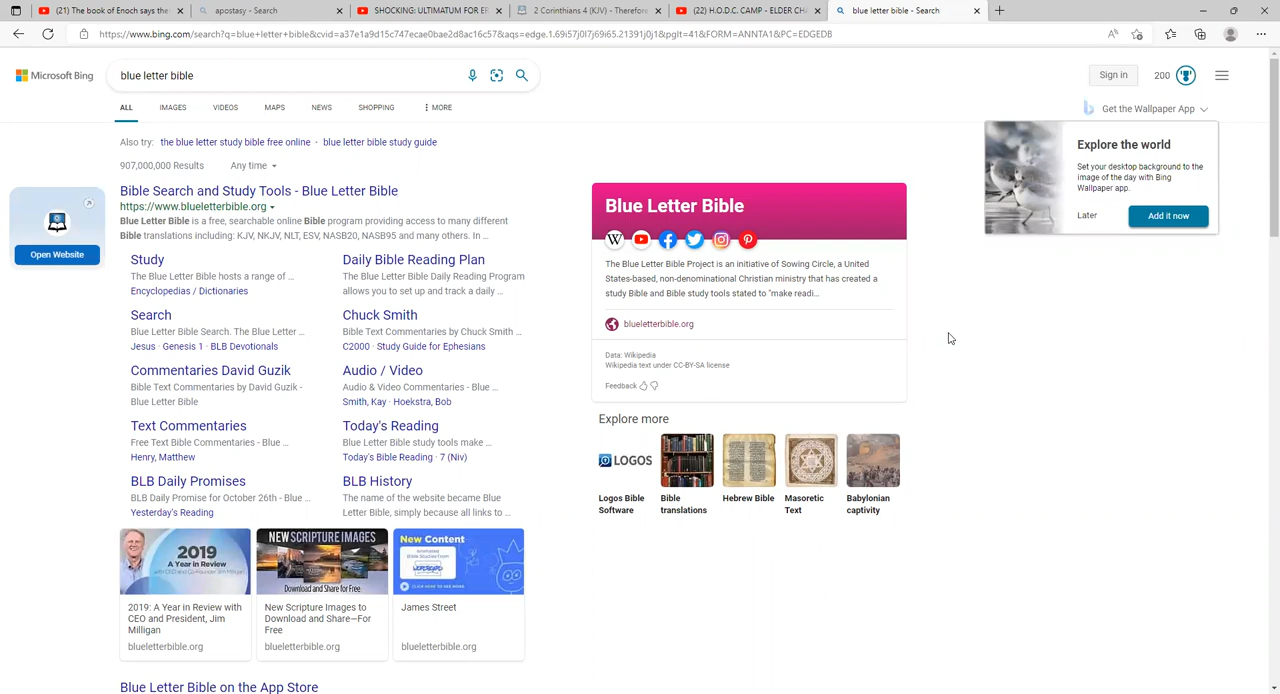 (21) The book of Enoch says the
apostasy - Search
SHOCKING: ULTIMATUM FOR EF
2 Corinthians 4 (KJV) - Therefore
(22) H.O.D.C. CAMP - ELDER CHA
blue letter bible - Search
https://www.bing.com/search?q=blue+letter+bible&cvid=a37e1a9d15c747ecae0bae2d8ac16c57&aqs=edge.1.69i57j0l7j69i65.21391j0j1&pglt=41&FORM=ANNTA1&PC=EDGEDB
Microsoft Bing
blue letter bible
Sign in
200
ALL
IMAGES
VIDEOS
MAPS
NEWS
SHOPPING
MORE
Get the Wallpaper App
Also try: the blue letter study bible free online · blue letter bible study guide
907,000,000 Results
Any time
Explore the world
Set your desktop background to the
image of the day with Bing
Wallpaper app.
Later
Add it now
Open Website
Bible Search and Study Tools - Blue Letter Bible
https://www.blueletterbible.org
Blue Letter Bible is a free, searchable online Bible program providing access to many different
Bible translations including: KJV, NKJV, NLT, ESV, NASB20, NASB95 and many others. In ...
Study
The Blue Letter Bible hosts a range of ...
Encyclopedias / Dictionaries
Daily Bible Reading Plan
The Blue Letter Bible Daily Reading Program
allows you to set up and track a daily ...
Search
Blue Letter Bible Search. The Blue Letter ...
Jesus · Genesis 1 · BLB Devotionals
Chuck Smith
Bible Text Commentaries by Chuck Smith ...
C2000 · Study Guide for Ephesians
Commentaries David Guzik
Bible Text Commentaries by David Guzik -
Blue Letter Bible
Audio / Video
Audio & Video Commentaries - Blue ...
Smith, Kay · Hoekstra, Bob
Text Commentaries
Free Text Bible Commentaries - Blue ...
Henry, Matthew
Today's Reading
Blue Letter Bible study tools make ...
Today's Bible Reading · 7 (Niv)
BLB Daily Promises
BLB Daily Promise for October 26th - Blue ...
Yesterday's Reading
BLB History
The name of the website became Blue
Letter Bible, simply because all links to ...
Blue Letter Bible
W
The Blue Letter Bible Project is an initiative of Sowing Circle, a United
States-based, non-denominational Christian ministry that has created a
study Bible and Bible study tools stated to "make readi...
blueletterbible.org
Data: Wikipedia
Wikipedia text under CC-BY-SA license
Feedback
Explore more
LOGOS
Logos Bible
Software
Bible
translations
Hebrew Bible
Masoretic
Text
Babylonian
captivity
2019
A Year in Review
2019: A Year in Review with
CEO and President, Jim
Milligan
blueletterbible.org
NEW SCRIPTURE IMAGES
Download and Share for Free
New Scripture Images to
Download and Share—For
Free
blueletterbible.org
New Content
James Street
blueletterbible.org
Blue Letter Bible on the App Store